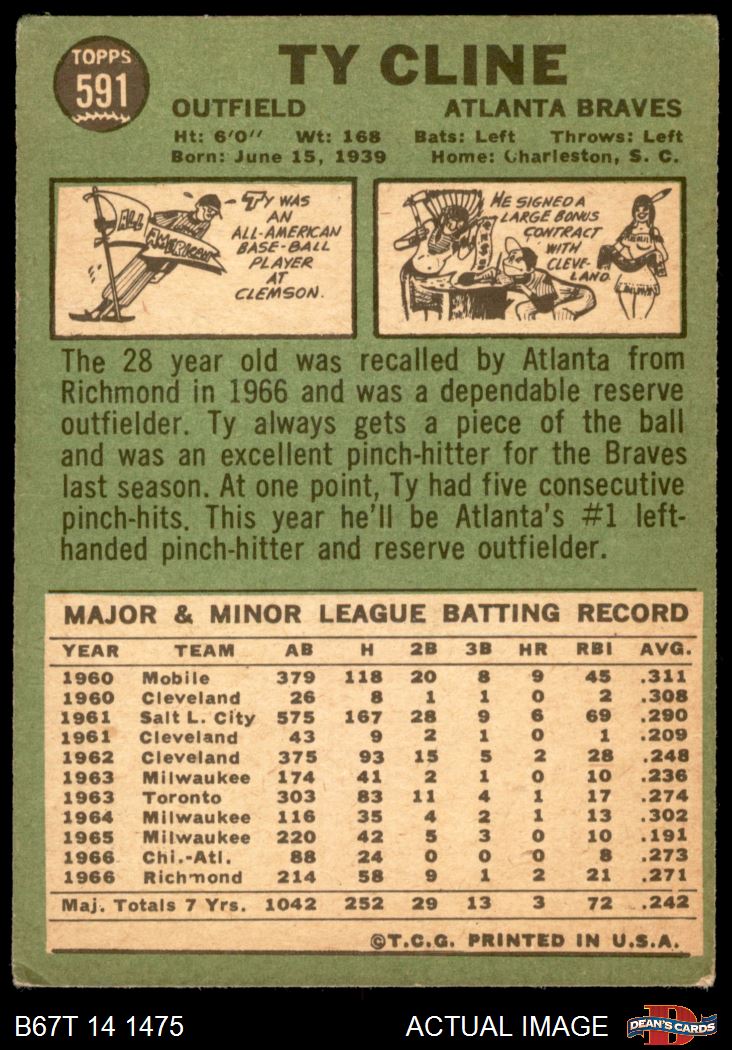 TOPPS
591
TY CLINE
OUTFIELD ATLANTA BRAVES
Ht: 6'0" Wt: 168 Bats: Left Throws: Left
Born: June 15, 1939 Home: Charleston, S. C.
ALL
AMERICAN
TY WAS
AN
ALL-AMERICAN
BASE-BALL
PLAYER
AT
CLEMSON.
HE SIGNED A
LARGE BONUS
CONTRACT
WITH
CLEVE-
LAND.
The 28 year old was recalled by Atlanta from
Richmond in 1966 and was a dependable reserve
outfielder. Ty always gets a piece of the ball
and was an excellent pinch-hitter for the Braves
last season. At one point, Ty had five consecutive
pinch-hits. This year he'll be Atlanta's #1 left-
handed pinch-hitter and reserve outfielder.
MAJOR & MINOR LEAGUE BATTING RECORD
YEAR TEAM AB H 2B 3B HR RBI AVG.
1960 Mobile 379 118 20 8 9 45 .311
1960 Cleveland 26 8 1 1 0 2 .308
1961 Salt L. City 575 167 28 9 6 69 .290
1961 Cleveland 43 9 2 1 0 1 .209
1962 Cleveland 375 93 15 5 2 28 .248
1963 Milwaukee 174 41 2 1 0 10 .236
1963 Toronto 303 83 11 4 1 17 .274
1964 Milwaukee 116 35 4 2 1 13 .302
1965 Milwaukee 220 42 5 3 0 10 .191
1966 Chi.-Atl. 88 24 0 0 0 8 .273
1966 Richmond 214 58 9 1 2 21 .271
Maj. Totals 7 Yrs. 1042 252 29 13 3 72 .242
©T.C.G. PRINTED IN U.S.A.
B67T 14 1475 ACTUAL IMAGE
D
DEAN'S CARDS